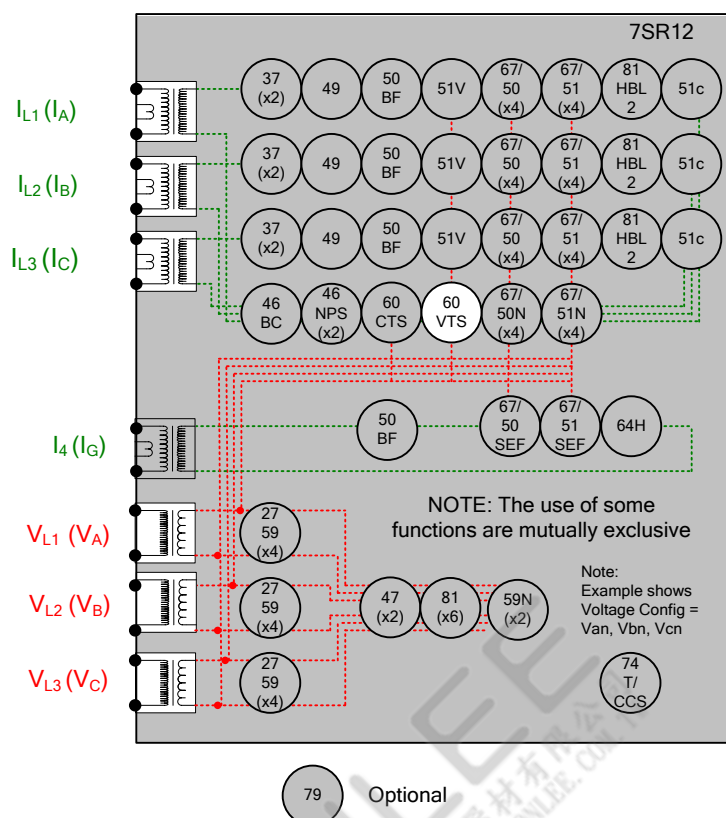 7SR12
37 (x2) 49 50 BF 51V 67/ 50 (x4) 67/ 51 (x4) 81 HBL 2 51c
IL1 (IA)
37 (x2) 49 50 BF 51V 67/ 50 (x4) 67/ 51 (x4) 81 HBL 2 51c
IL2 (IB)
37 (x2) 49 50 BF 51V 67/ 50 (x4) 67/ 51 (x4) 81 HBL 2 51c
IL3 (IC)
46 BC 46 NPS (x2) 60 CTS 60 VTS 67/ 50N (x4) 67/ 51N (x4)
50 BF 67/ 50 SEF 67/ 51 SEF 64H
I4 (IG)
NOTE: The use of some
functions are mutually exclusive
VL1 (VA)
27 59 (x4)
Note:
Example shows
Voltage Config =
Van, Vbn, Vcn
VL2 (VB)
27 59 (x4) 47 (x2) 81 (x6) 59N (x2)
VL3 (VC)
27 59 (x4) 74 T/ CCS
79 Optional